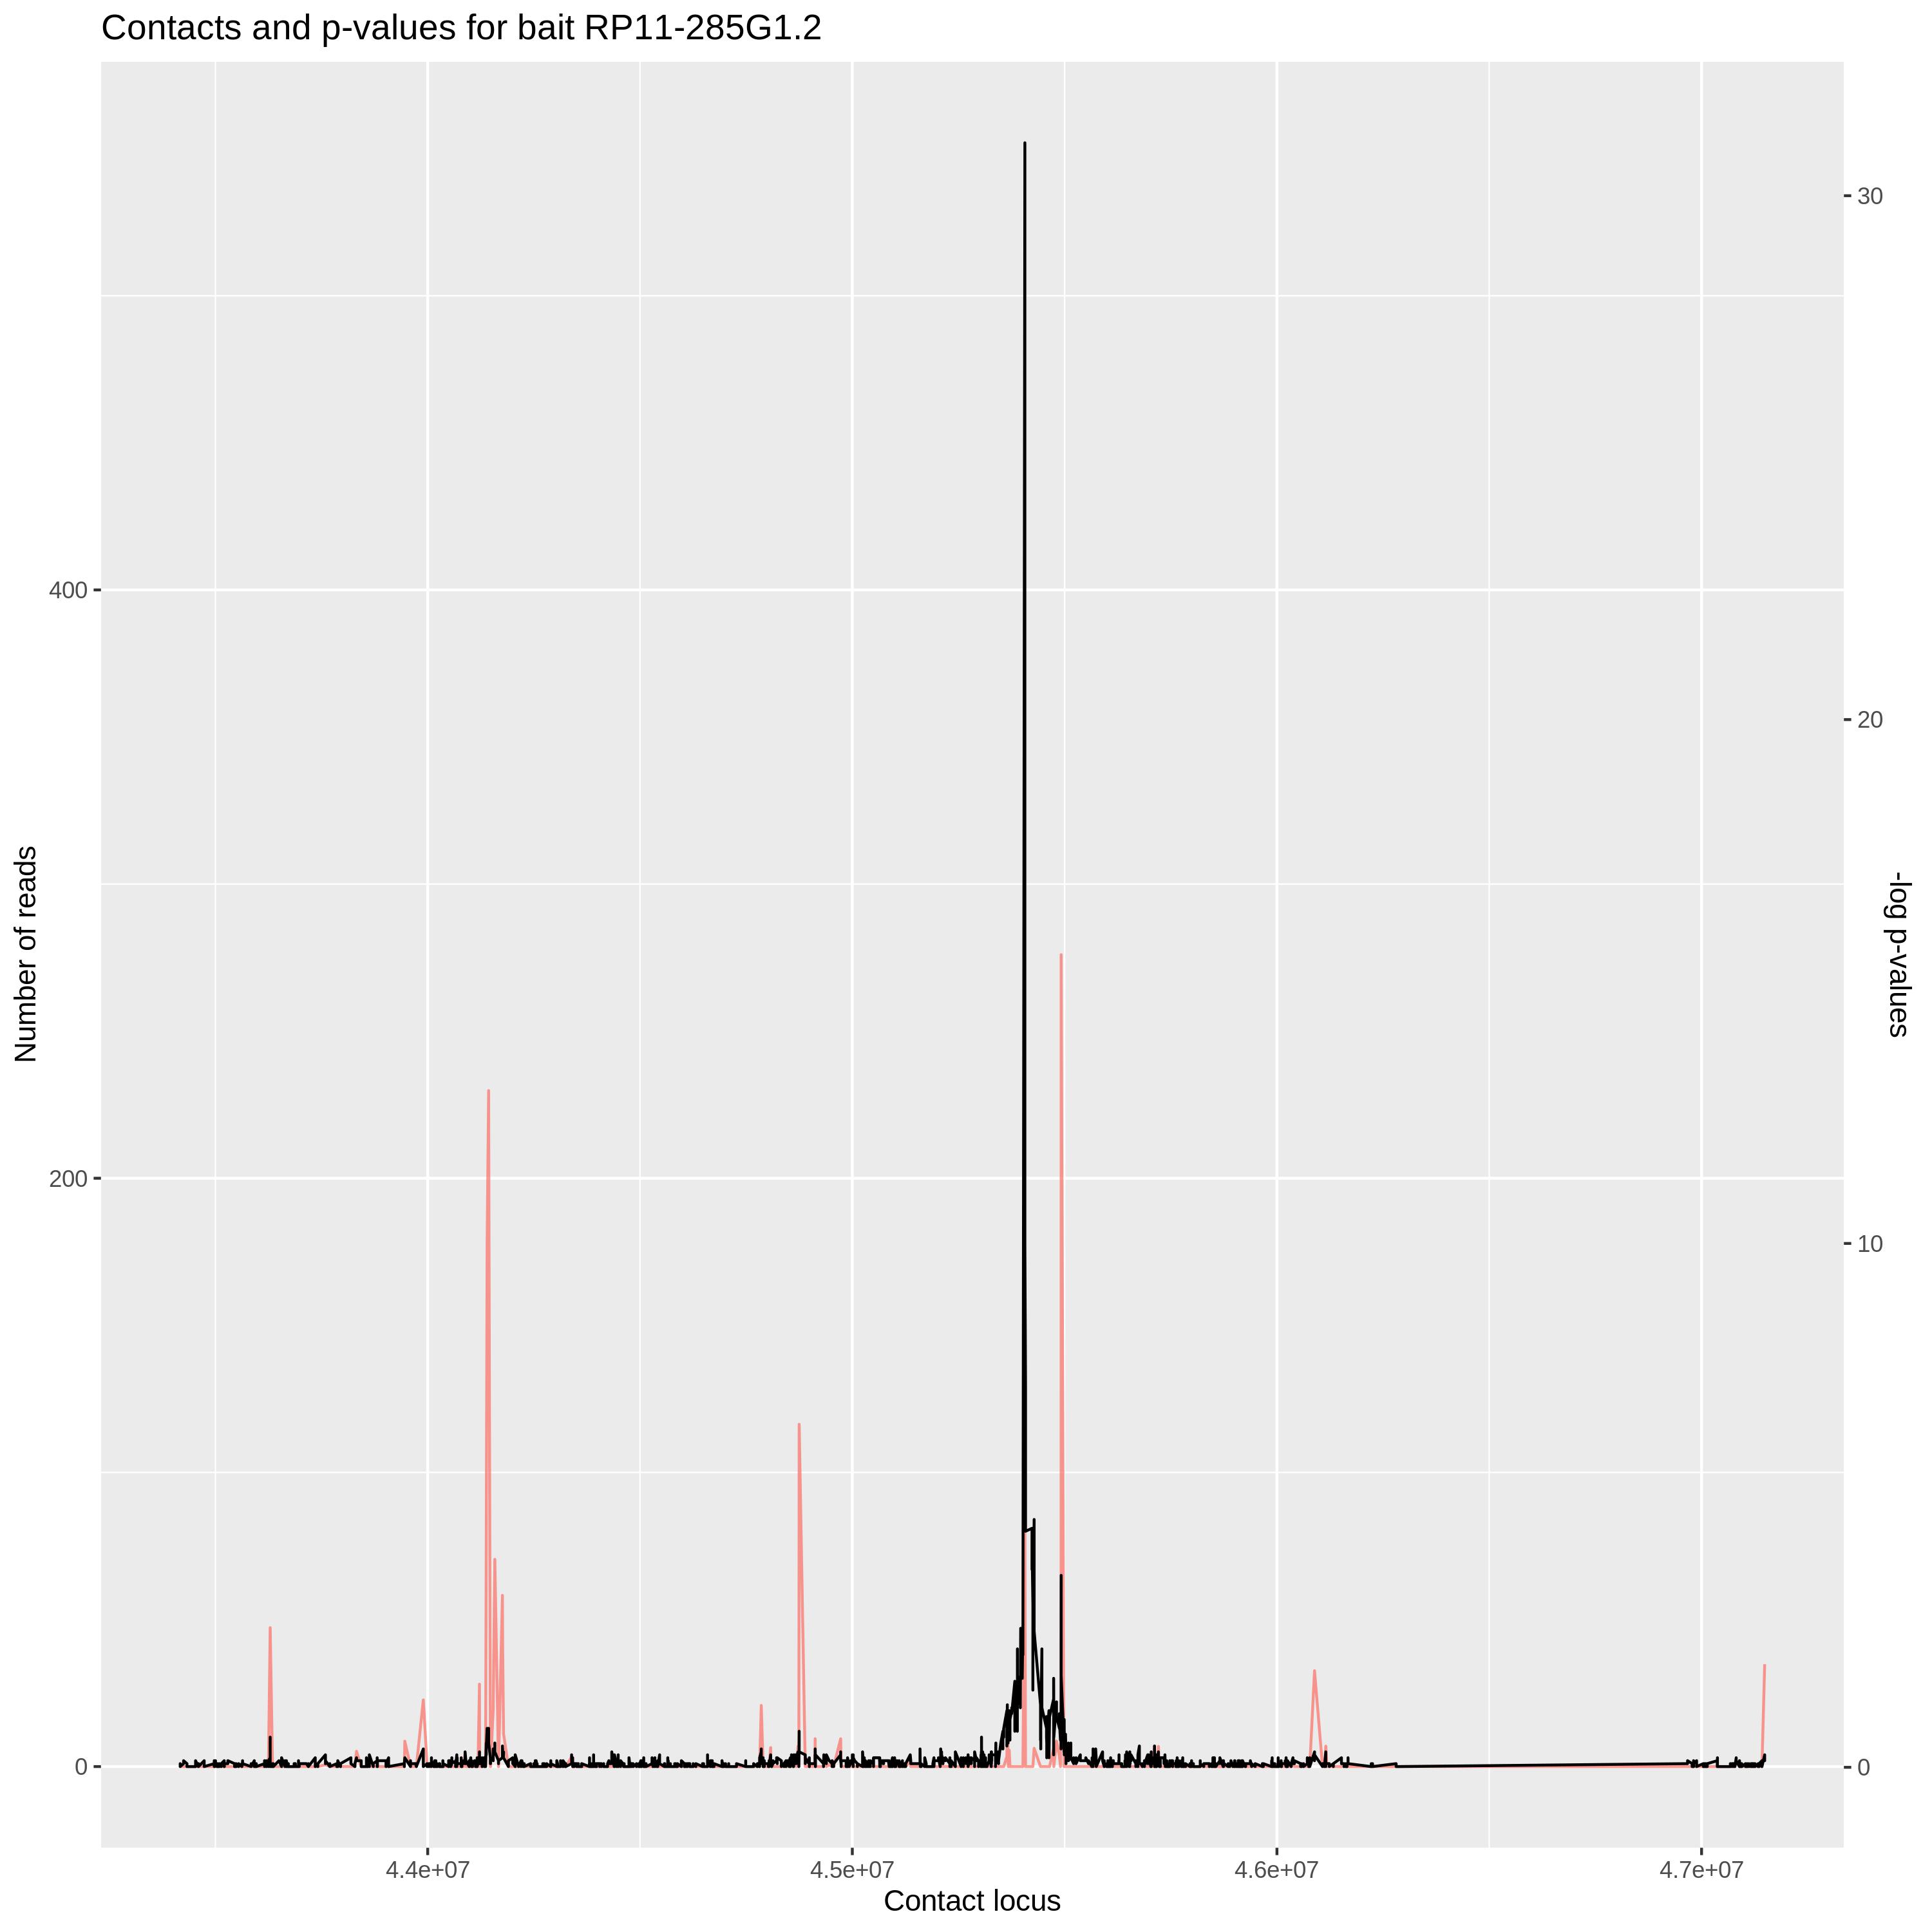 Contacts and p-values for bait RP11-285G1.2
30
400
20
Number of reads
-log p-values
200
10
0
0
4.4e+07
4.5e+07
4.6e+07
4.7e+07
Contact locus